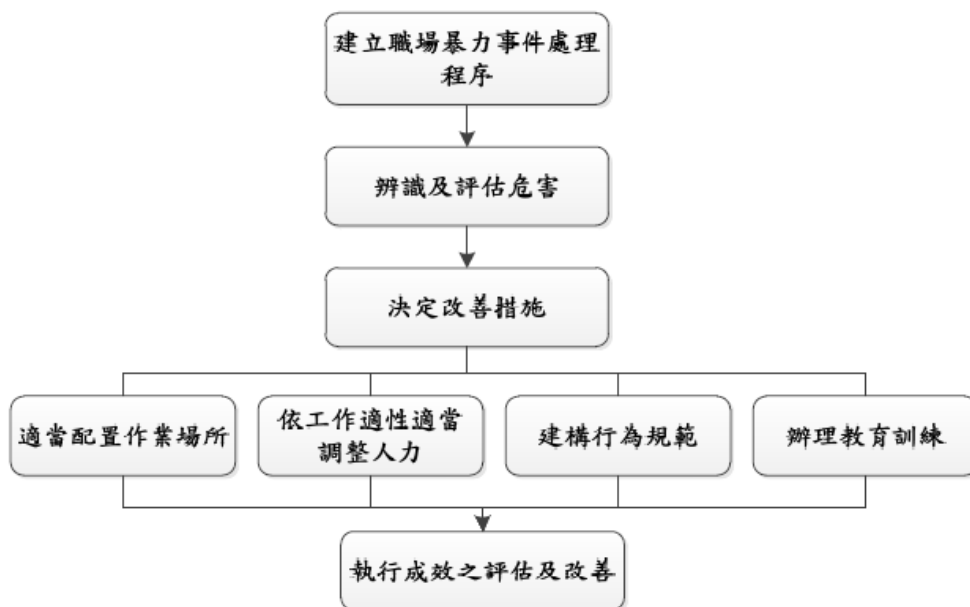 建立職場暴力事件處理
程序
辨識及評估危害
決定改善措施
適當配置作業場所
依工作適性適當
調整人力
建構行為規範
辦理教育訓練
執行成效之評估及改善